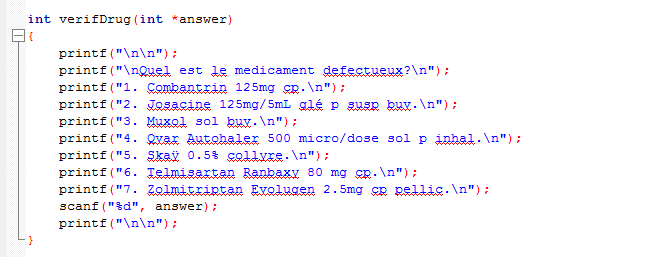 int verifDrug(int *answer)
{
printf("\n\n");
printf("\nQuel est le medicament defectueux?\n");
printf("1. Combantrin 125mg cp.\n");
printf("2. Josacine 125mg/5mL glé p susp buv.\n");
printf("3. Muxol sol buv.\n");
printf("4. Qvar Autohaler 500 micro/dose sol p inhal.\n");
printf("5. Skaÿ 0.5% collyre.\n");
printf("6. Telmisartan Ranbaxy 80 mg cp.\n");
printf("7. Zolmitriptan Evolugen 2.5mg cp pellic.\n");
scanf("%d", answer);
printf("\n\n");
}